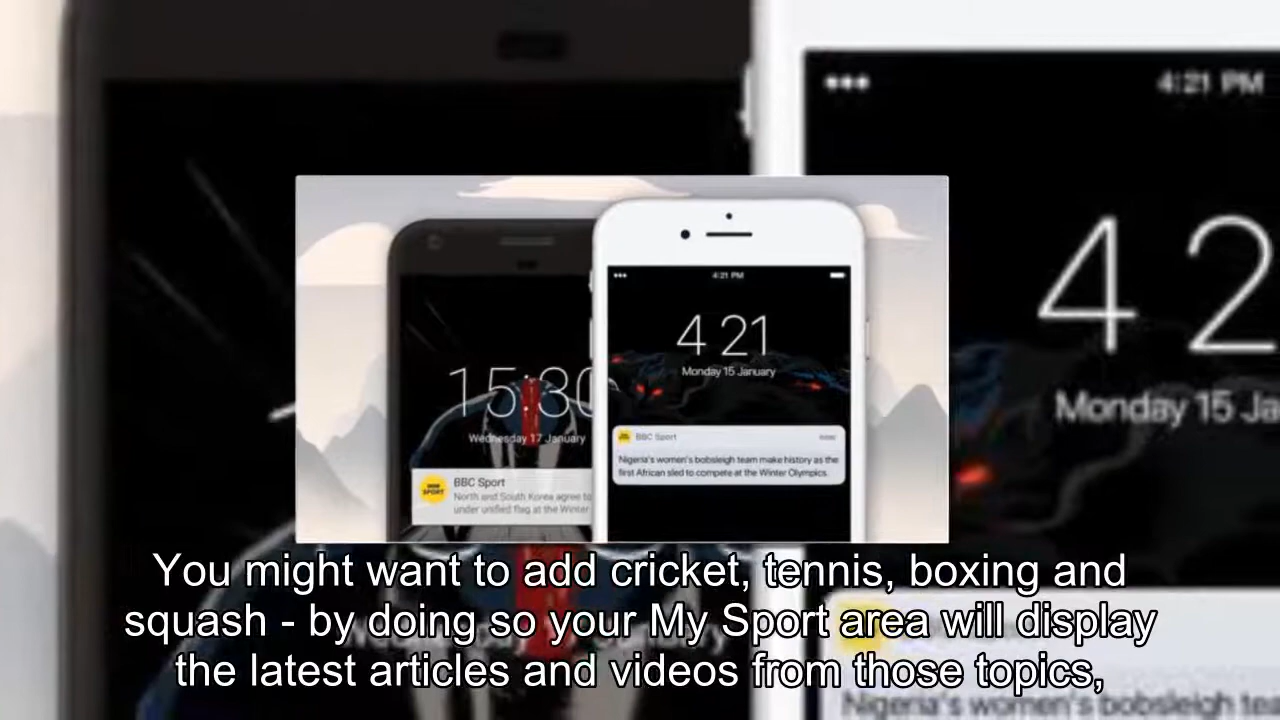 4:21 PM
4 2
Monday 15 Ja
4:21 PM
4 21
Monday 15 January
BBC Sport
now
Nigeria's women's bobsleigh team make history as the
first African sled to compete at the Winter Olympics.
15:30
Wednesday 17 January
SPORT
BBC Sport
North and South Korea agree to
under unified flag at the Winter
You might want to add cricket, tennis, boxing and
squash - by doing so your My Sport area will display
the latest articles and videos from those topics,
Nigeria's women's bobsleigh tea